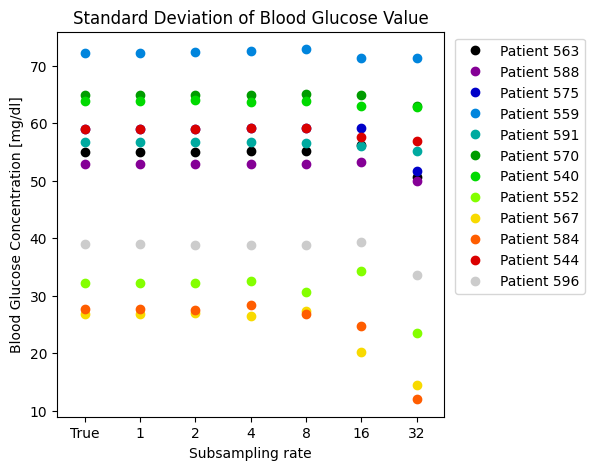 Standard Deviation of Blood Glucose Value
Blood Glucose Concentration [mg/dl]
70
60
50
40
30
20
10
True 1 2 4 8 16 32
Subsampling rate
Patient 563
Patient 588
Patient 575
Patient 559
Patient 591
Patient 570
Patient 540
Patient 552
Patient 567
Patient 584
Patient 544
Patient 596